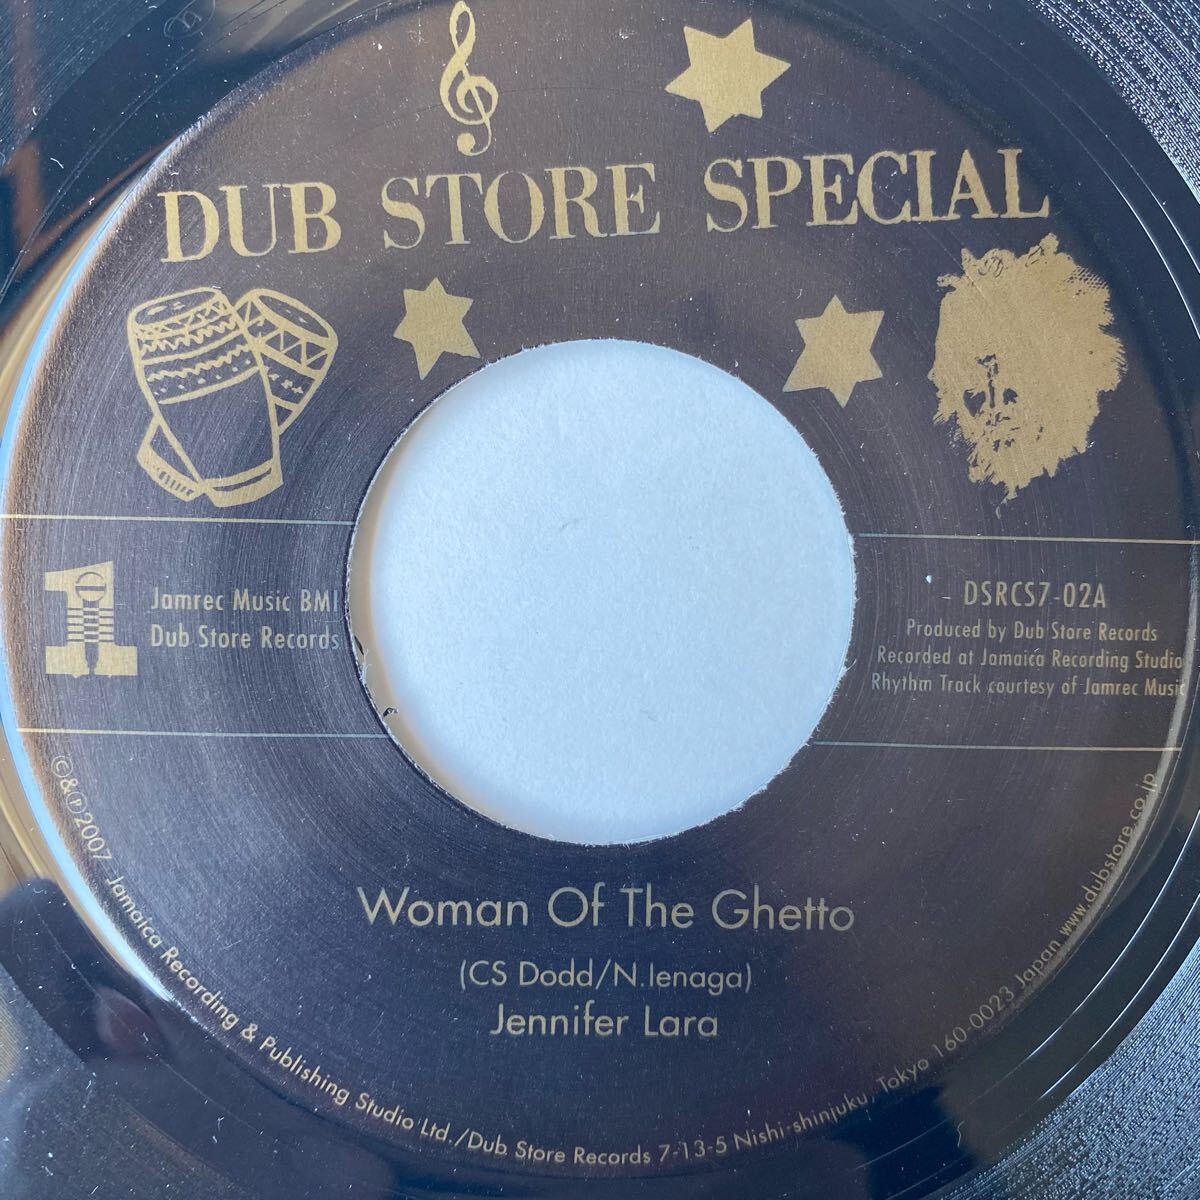 DUB STORE SPECIAL
1
Jamrec Music BMI
Dub Store Records
DSRCS7-02A
Produced by Dub Store Records
Recorded at Jamaica Recording Studio
Rhythm Track courtesy of Jamrec Music
Woman Of The Ghetto
(CS Dodd/N.Ienaga)
Jennifer Lara
©&℗2007 Jamaica Recording & Publishing Studio Ltd./Dub Store Records 7-13-5 Nishi-shinjuku, Tokyo 160-0023 Japan www.dubstore.co.jp